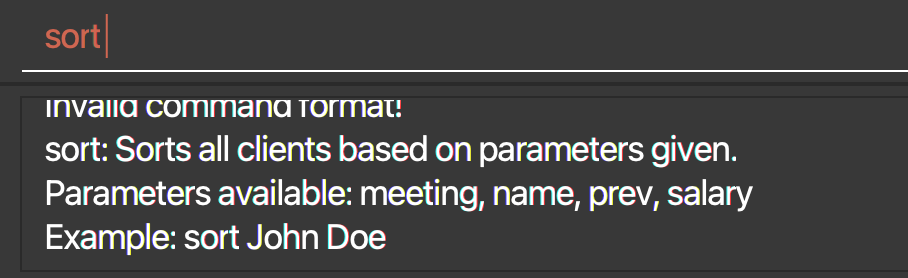 sort
Invalid command format!
sort: Sorts all clients based on parameters given.
Parameters available: meeting, name, prev, salary
Example: sort John Doe